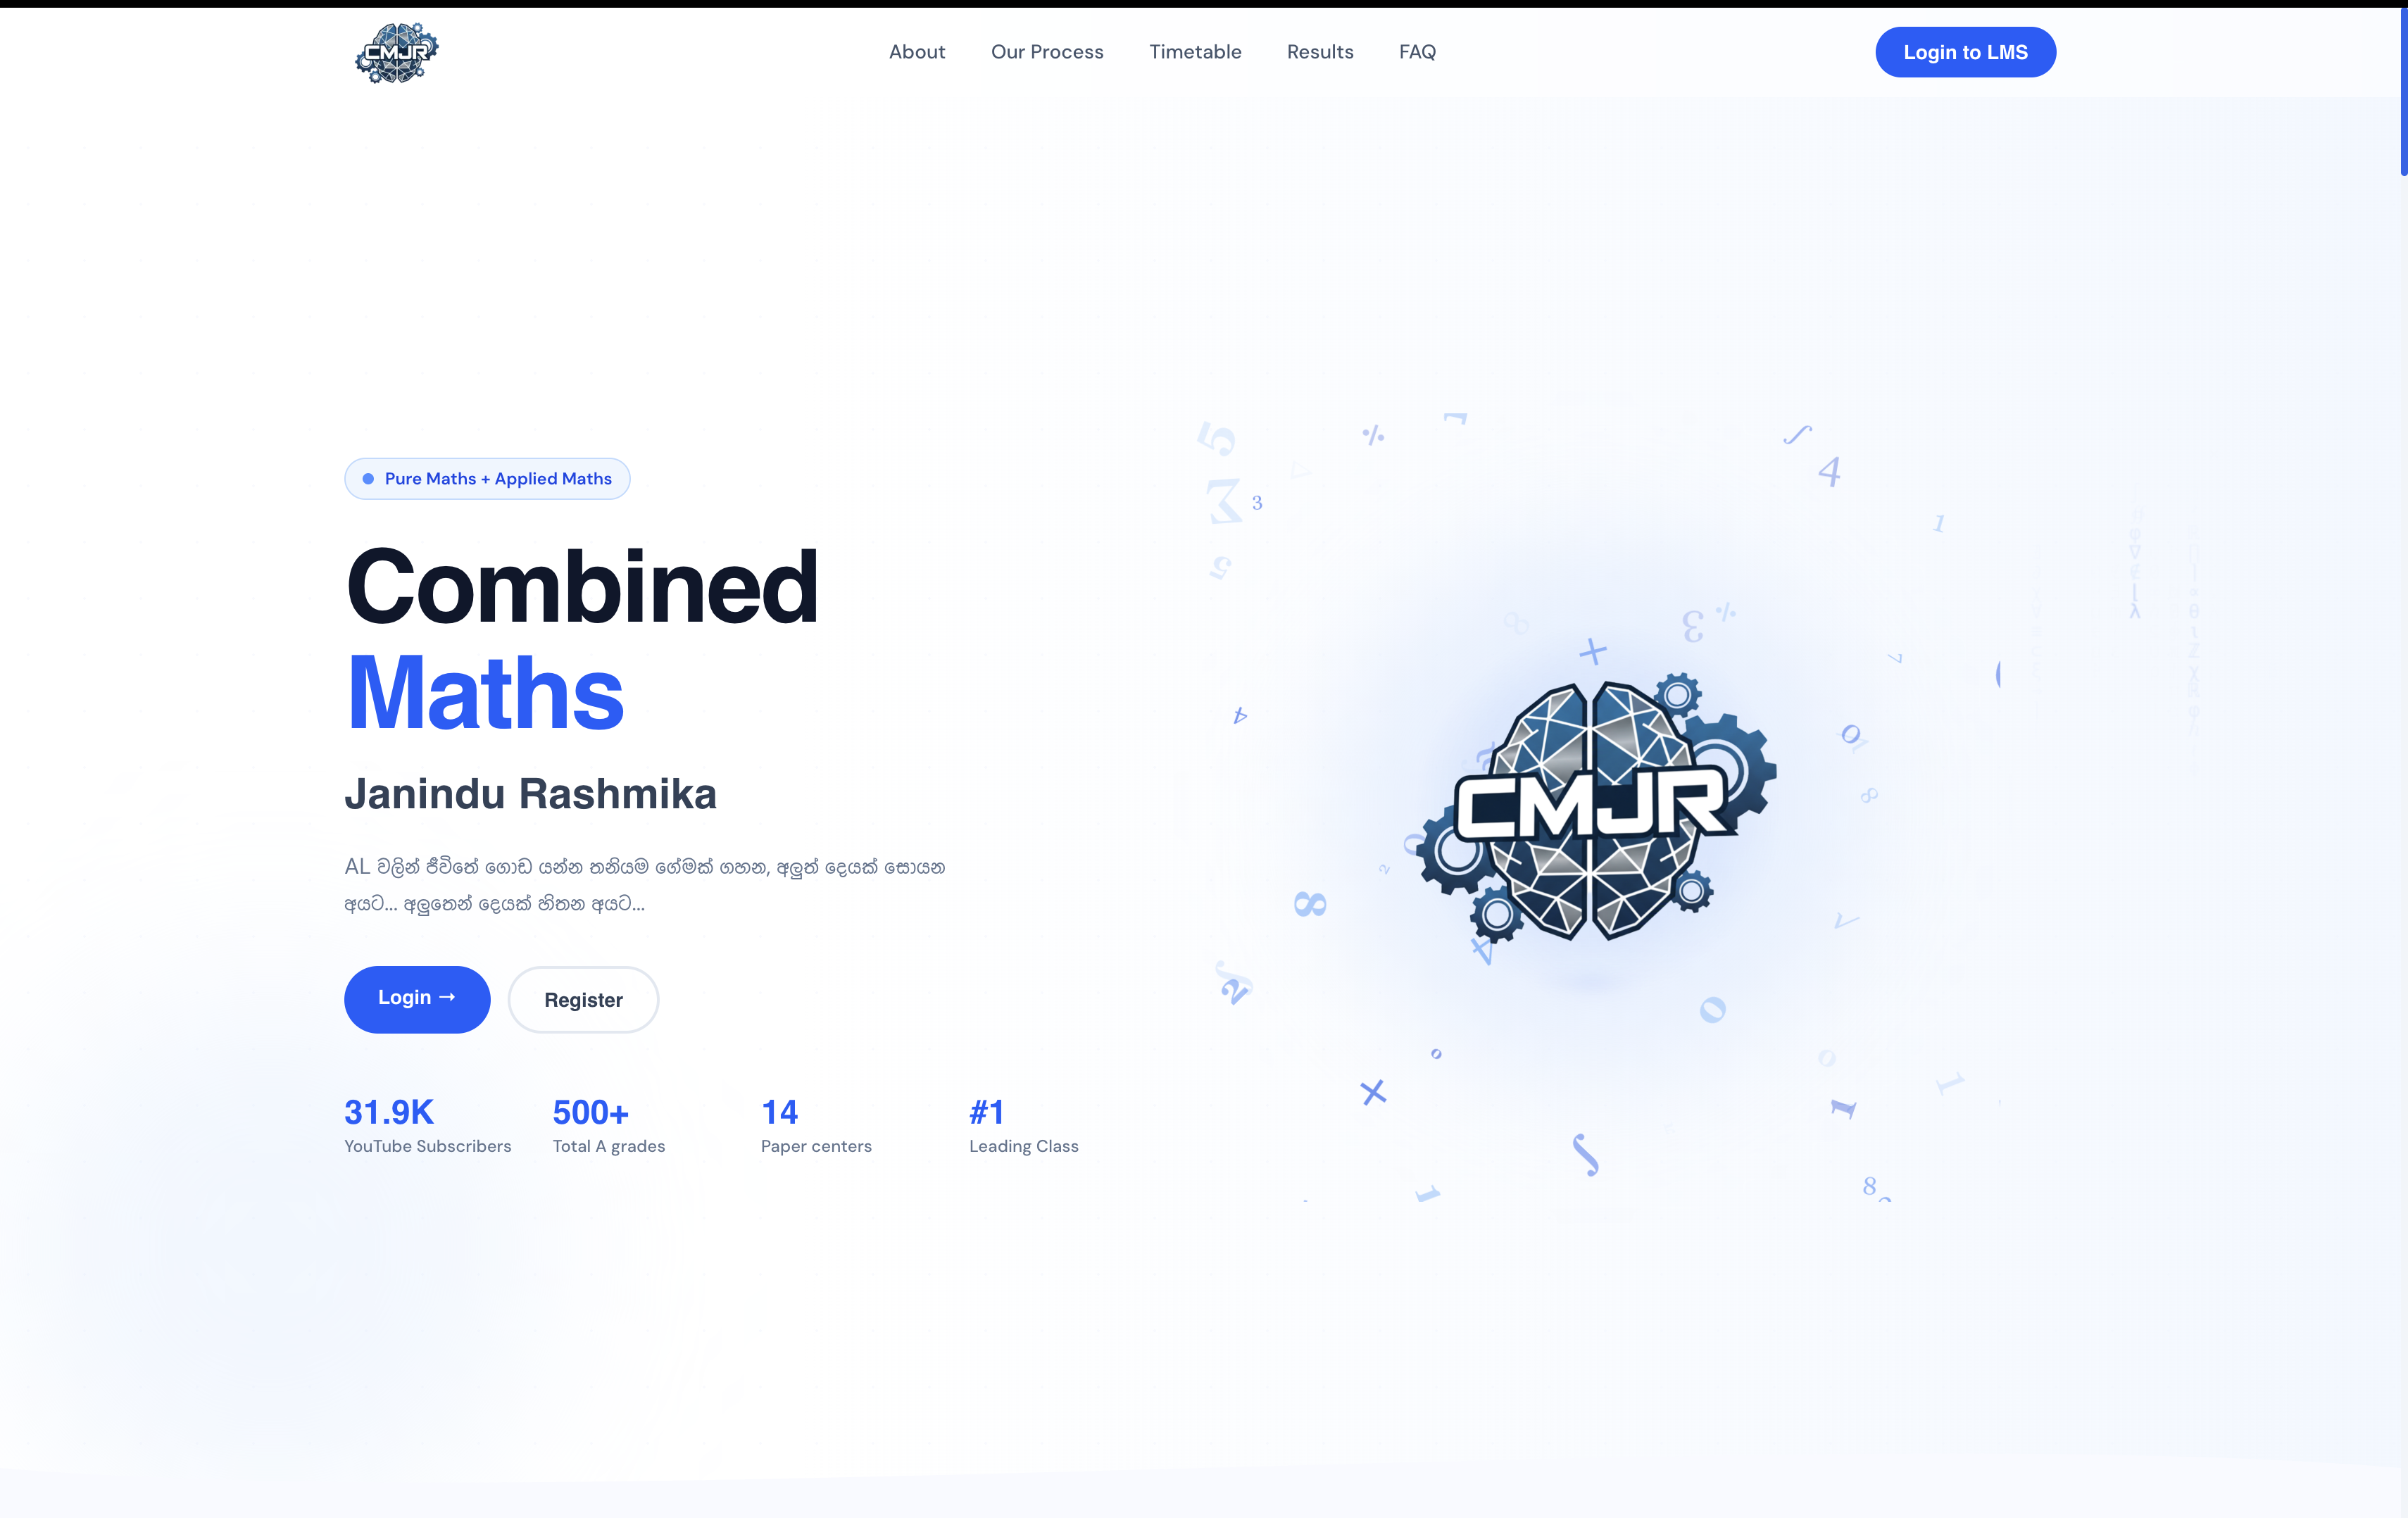 CMJR
About
Our Process
Timetable
Results
FAQ
Login to LMS
Pure Maths + Applied Maths
Combined
Maths
Janindu Rashmika
AL වලින් ජීවිතේ ගොඩ යන්න තනියම ගේමක් ගහන, අලුත් දෙයක් සොයන
අයට... අලුතෙන් දෙයක් හිතන අයට...
Login →
Register
31.9K
YouTube Subscribers
500+
Total A grades
14
Paper centers
#1
Leading Class
CMJR